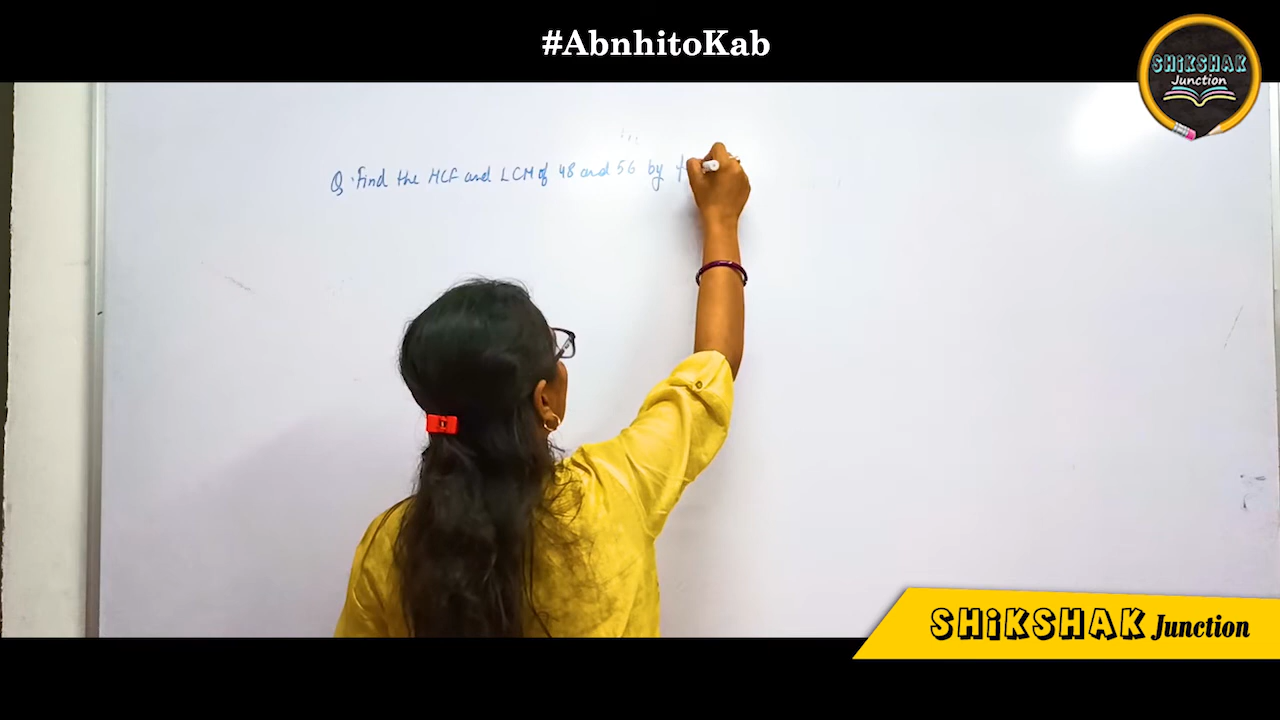 #AbnhitoKab
SHiKSHAK
Junction
Q. Find the HCF and LCM of 48 and 56 by f
SHiKSHAK Junction